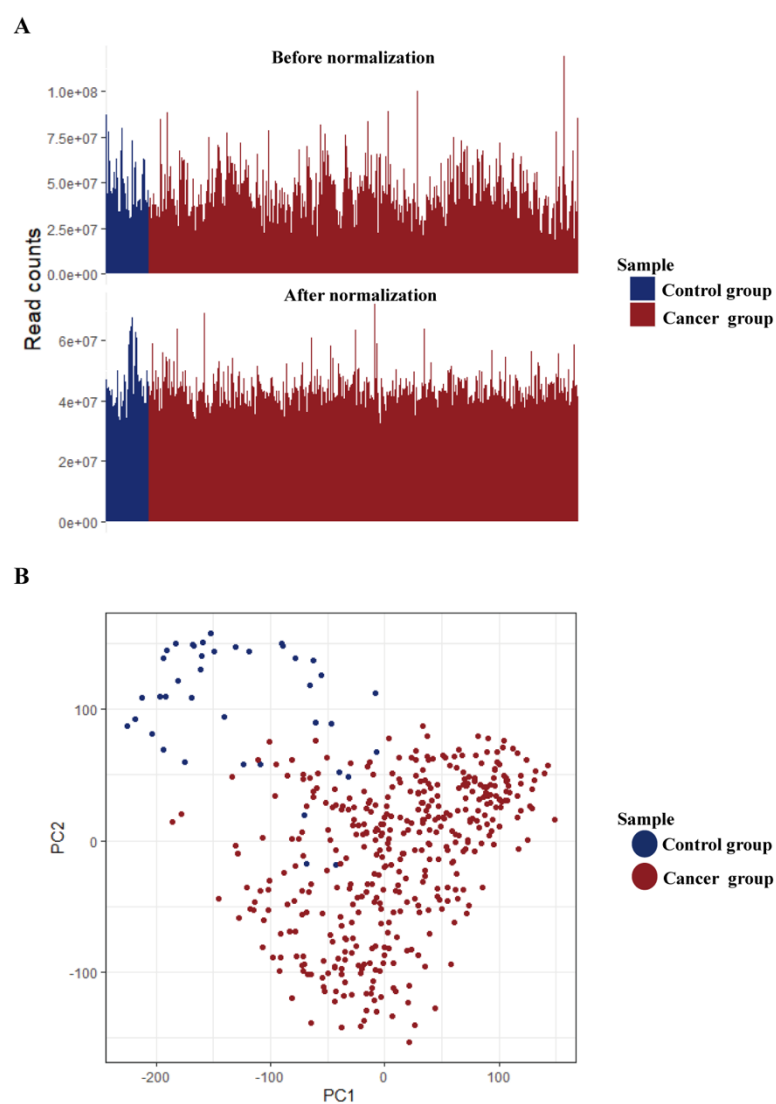 A
Before normalization
1.0e+08
7.5e+07
5.0e+07
2.5e+07
0.0e+00
Read counts
After normalization
6e+07
4e+07
2e+07
0e+00
Sample
Control group
Cancer group
B
100
0
-100
PC2
-200
-100
0
100
PC1
Sample
Control group
Cancer group